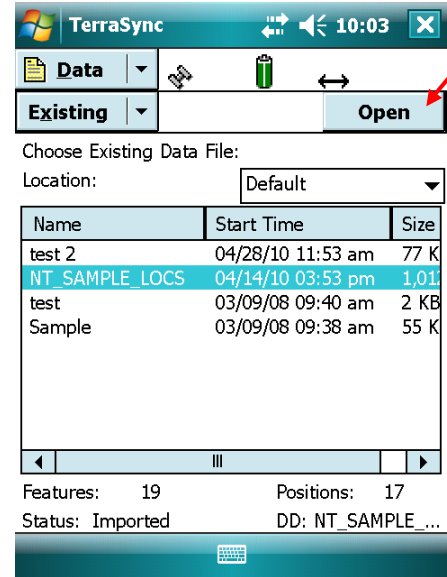 TerraSync 10:03
Data
Existing Open
Choose Existing Data File:
Location: Default
Name Start Time Size
test 2 04/28/10 11:53 am 77 K
NT_SAMPLE_LOCS 04/14/10 03:53 pm 1,012
test 03/09/08 09:40 am 2 KB
Sample 03/09/08 09:38 am 55 K
Features: 19 Positions: 17
Status: Imported DD: NT_SAMPLE_...